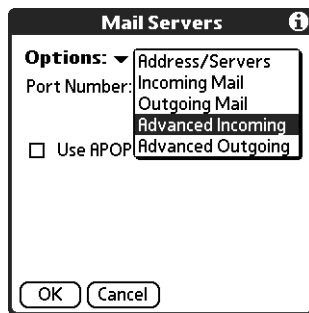 Mail Servers
Options:
Address/Servers
Port Number:
Incoming Mail
Outgoing Mail
Advanced Incoming
Use APOP
Advanced Outgoing
OK
Cancel